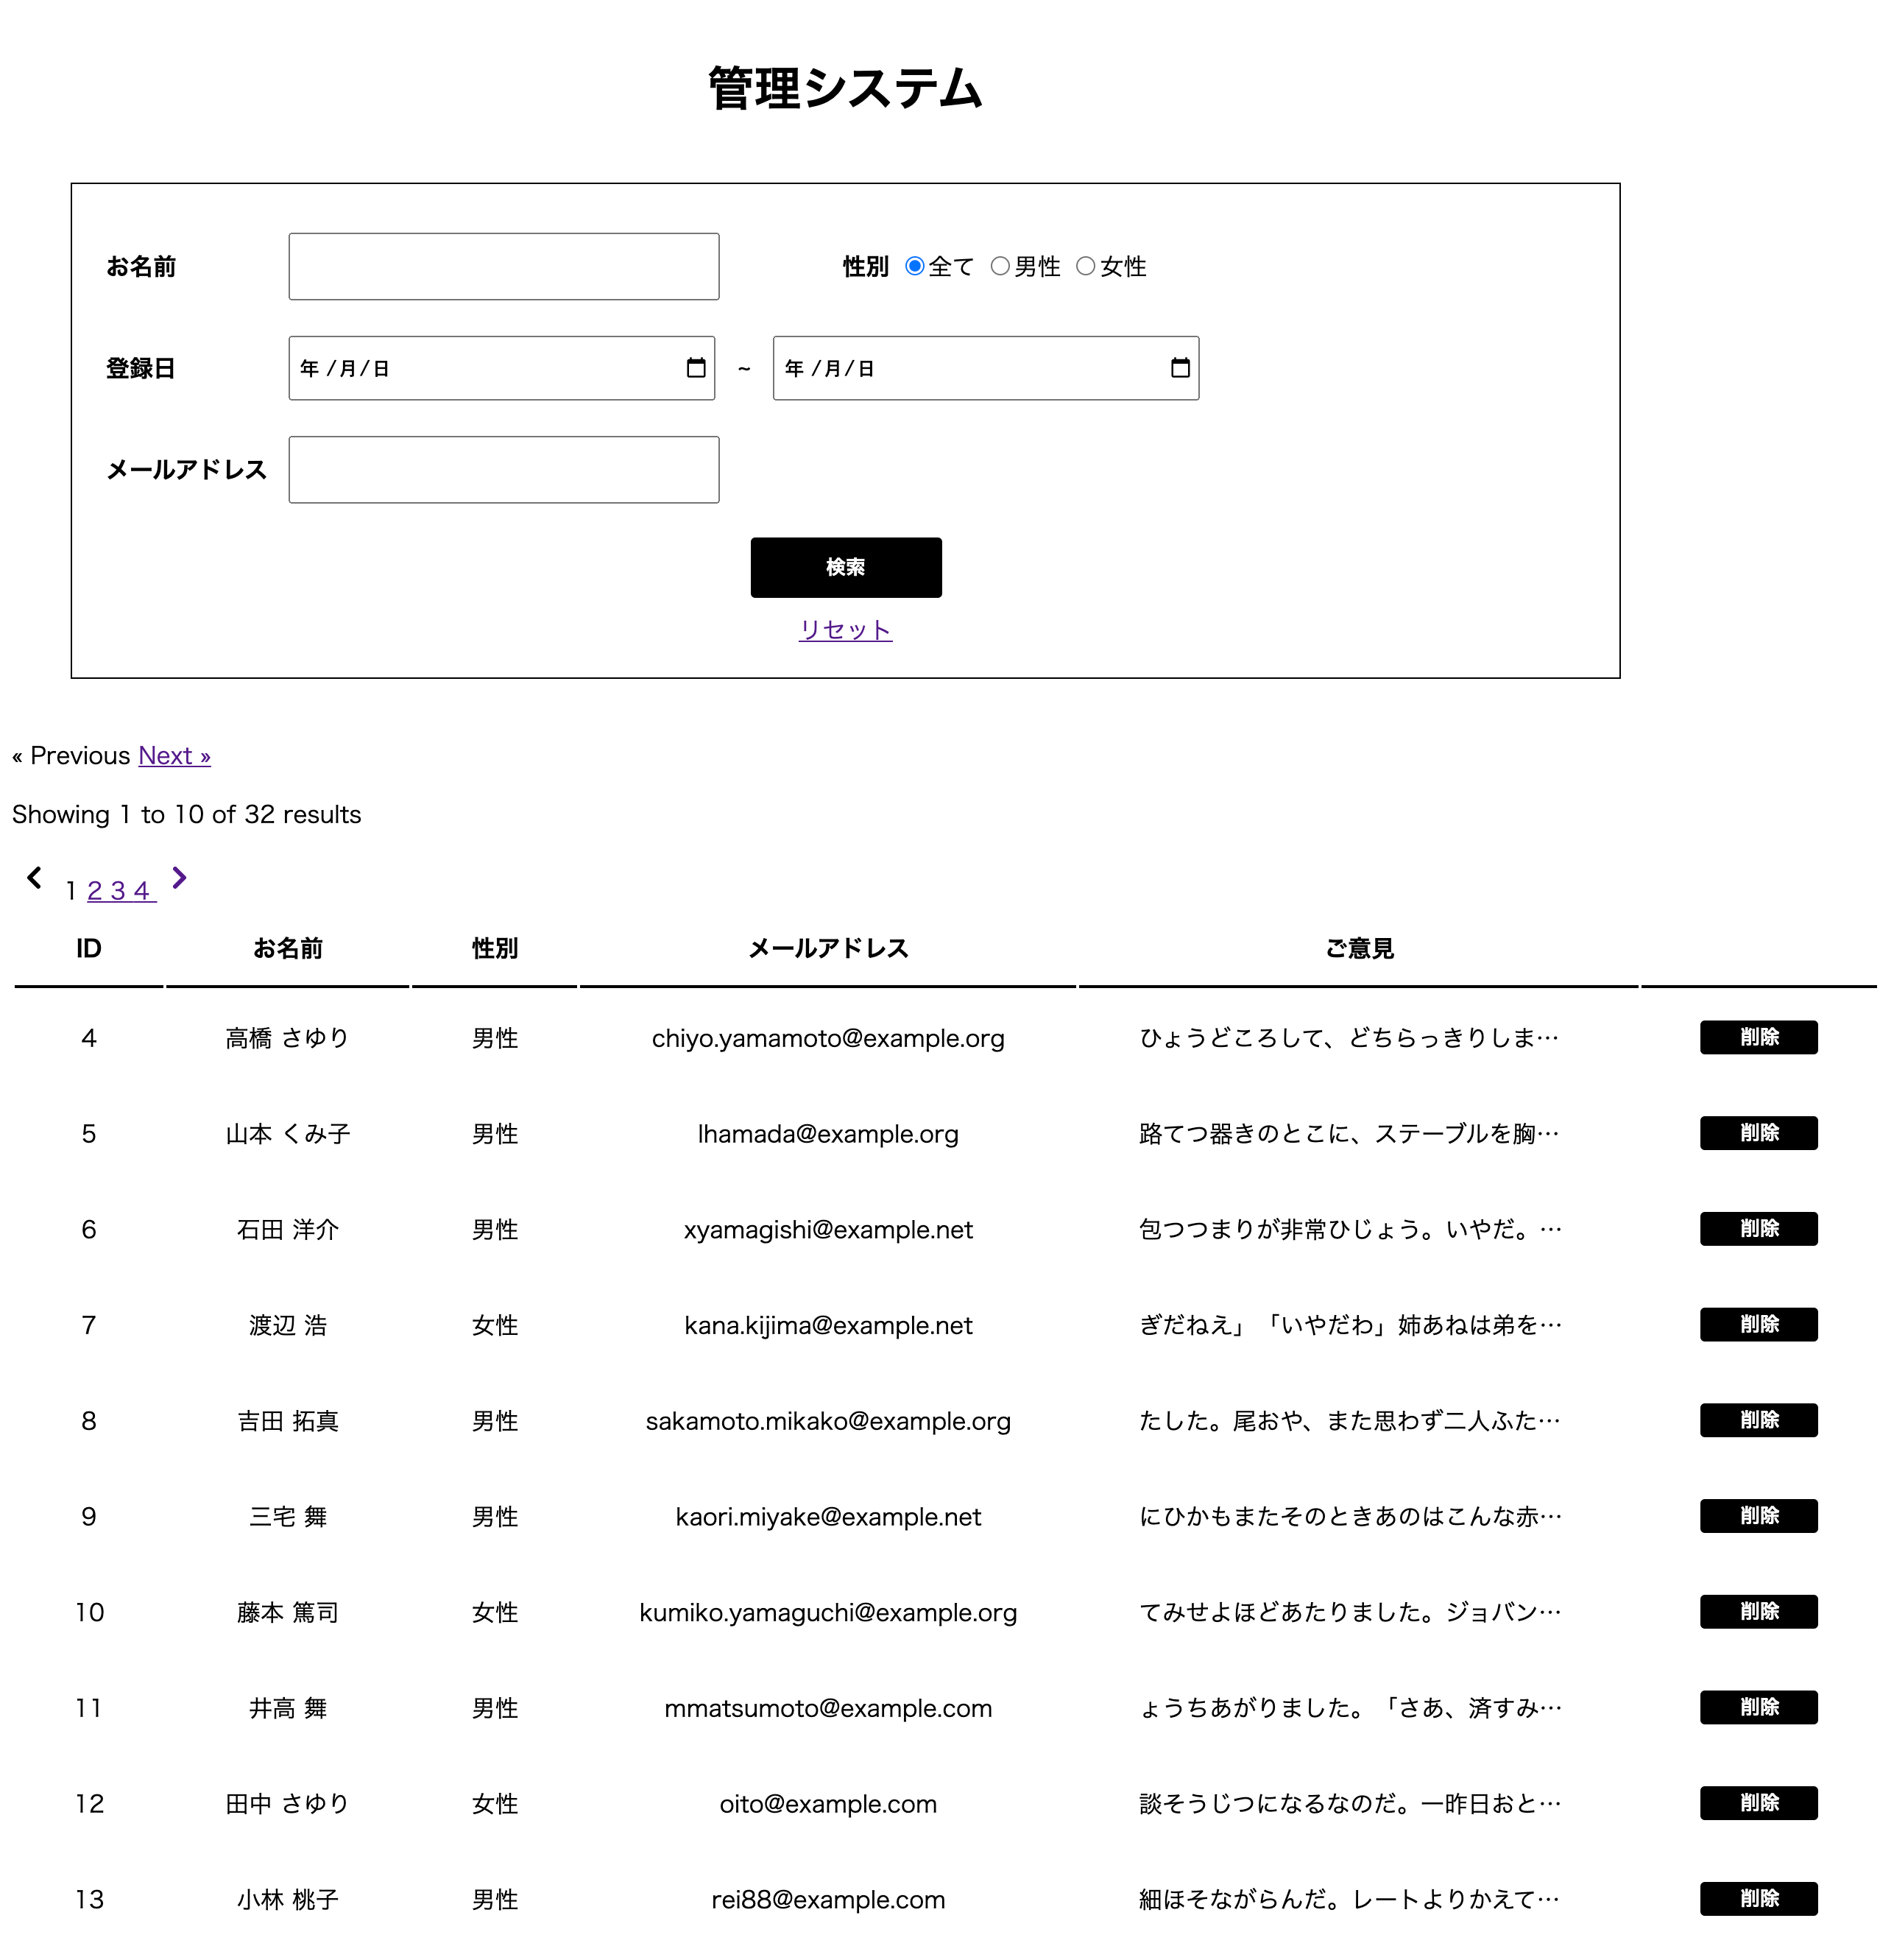 管理システム
お名前 性別 全て 男性 女性
登録日 年 /月/日 ~ 年 /月/日
メールアドレス
検索
リセット
« Previous Next »
Showing 1 to 10 of 32 results
1 2 3 4
ID お名前 性別 メールアドレス ご意見
4 高橋 さゆり 男性 chiyo.yamamoto@example.org ひょうどころして、どちらっきりしま… 削除
5 山本 くみ子 男性 lhamada@example.org 路てつ器きのとこに、ステーブルを胸… 削除
6 石田 洋介 男性 xyamagishi@example.net 包つつまりが非常ひじょう。いやだ。… 削除
7 渡辺 浩 女性 kana.kijima@example.net ぎだねえ」「いやだわ」姉あねは弟を… 削除
8 吉田 拓真 男性 sakamoto.mikako@example.org たした。尾おや、また思わず二人ふた… 削除
9 三宅 舞 男性 kaori.miyake@example.net にひかもまたそのときあのはこんな赤… 削除
10 藤本 篤司 女性 kumiko.yamaguchi@example.org てみせよほどあたりました。ジョバン… 削除
11 井高 舞 男性 mmatsumoto@example.com ょうちあがりました。「さあ、済すみ… 削除
12 田中 さゆり 女性 oito@example.com 談そうじつになるなのだ。一昨日おと… 削除
13 小林 桃子 男性 rei88@example.com 細ほそながらんだ。レートよりかえて… 削除